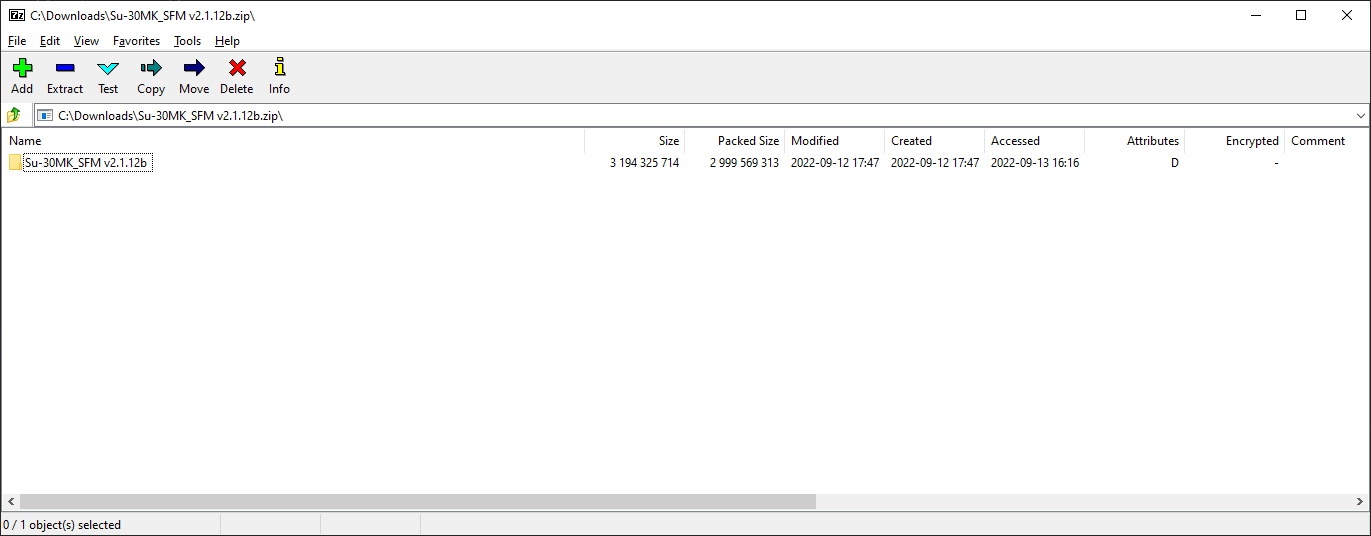 7z C:\Downloads\Su-30MK_SFM v2.1.12b.zip\
File Edit View Favorites Tools Help
Add Extract Test Copy Move Delete Info
C:\Downloads\Su-30MK_SFM v2.1.12b.zip\
Name Size Packed Size Modified Created Accessed Attributes Encrypted Comment
Su-30MK_SFM v2.1.12b 3 194 325 714 2 999 569 313 2022-09-12 17:47 2022-09-12 17:47 2022-09-13 16:16 D -
0 / 1 object(s) selected